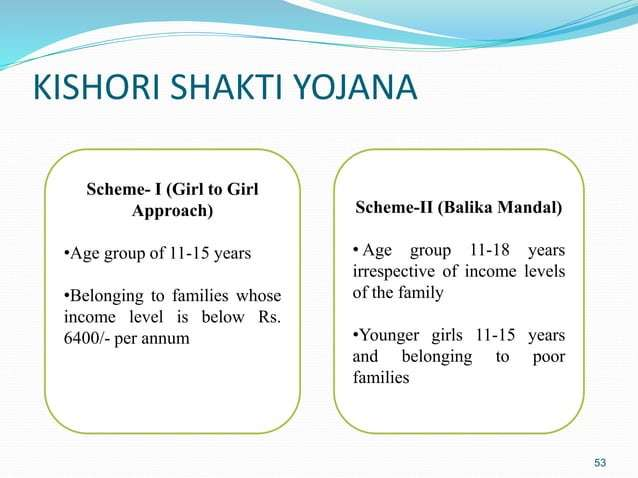 KISHORI SHAKTI YOJANA
Scheme- I (Girl to Girl
Approach)
•Age group of 11-15 years
•Belonging to families whose
income level is below Rs.
6400/- per annum
Scheme-II (Balika Mandal)
• Age group 11-18 years
irrespective of income levels
of the family
•Younger girls 11-15 years
and belonging to poor
families
53